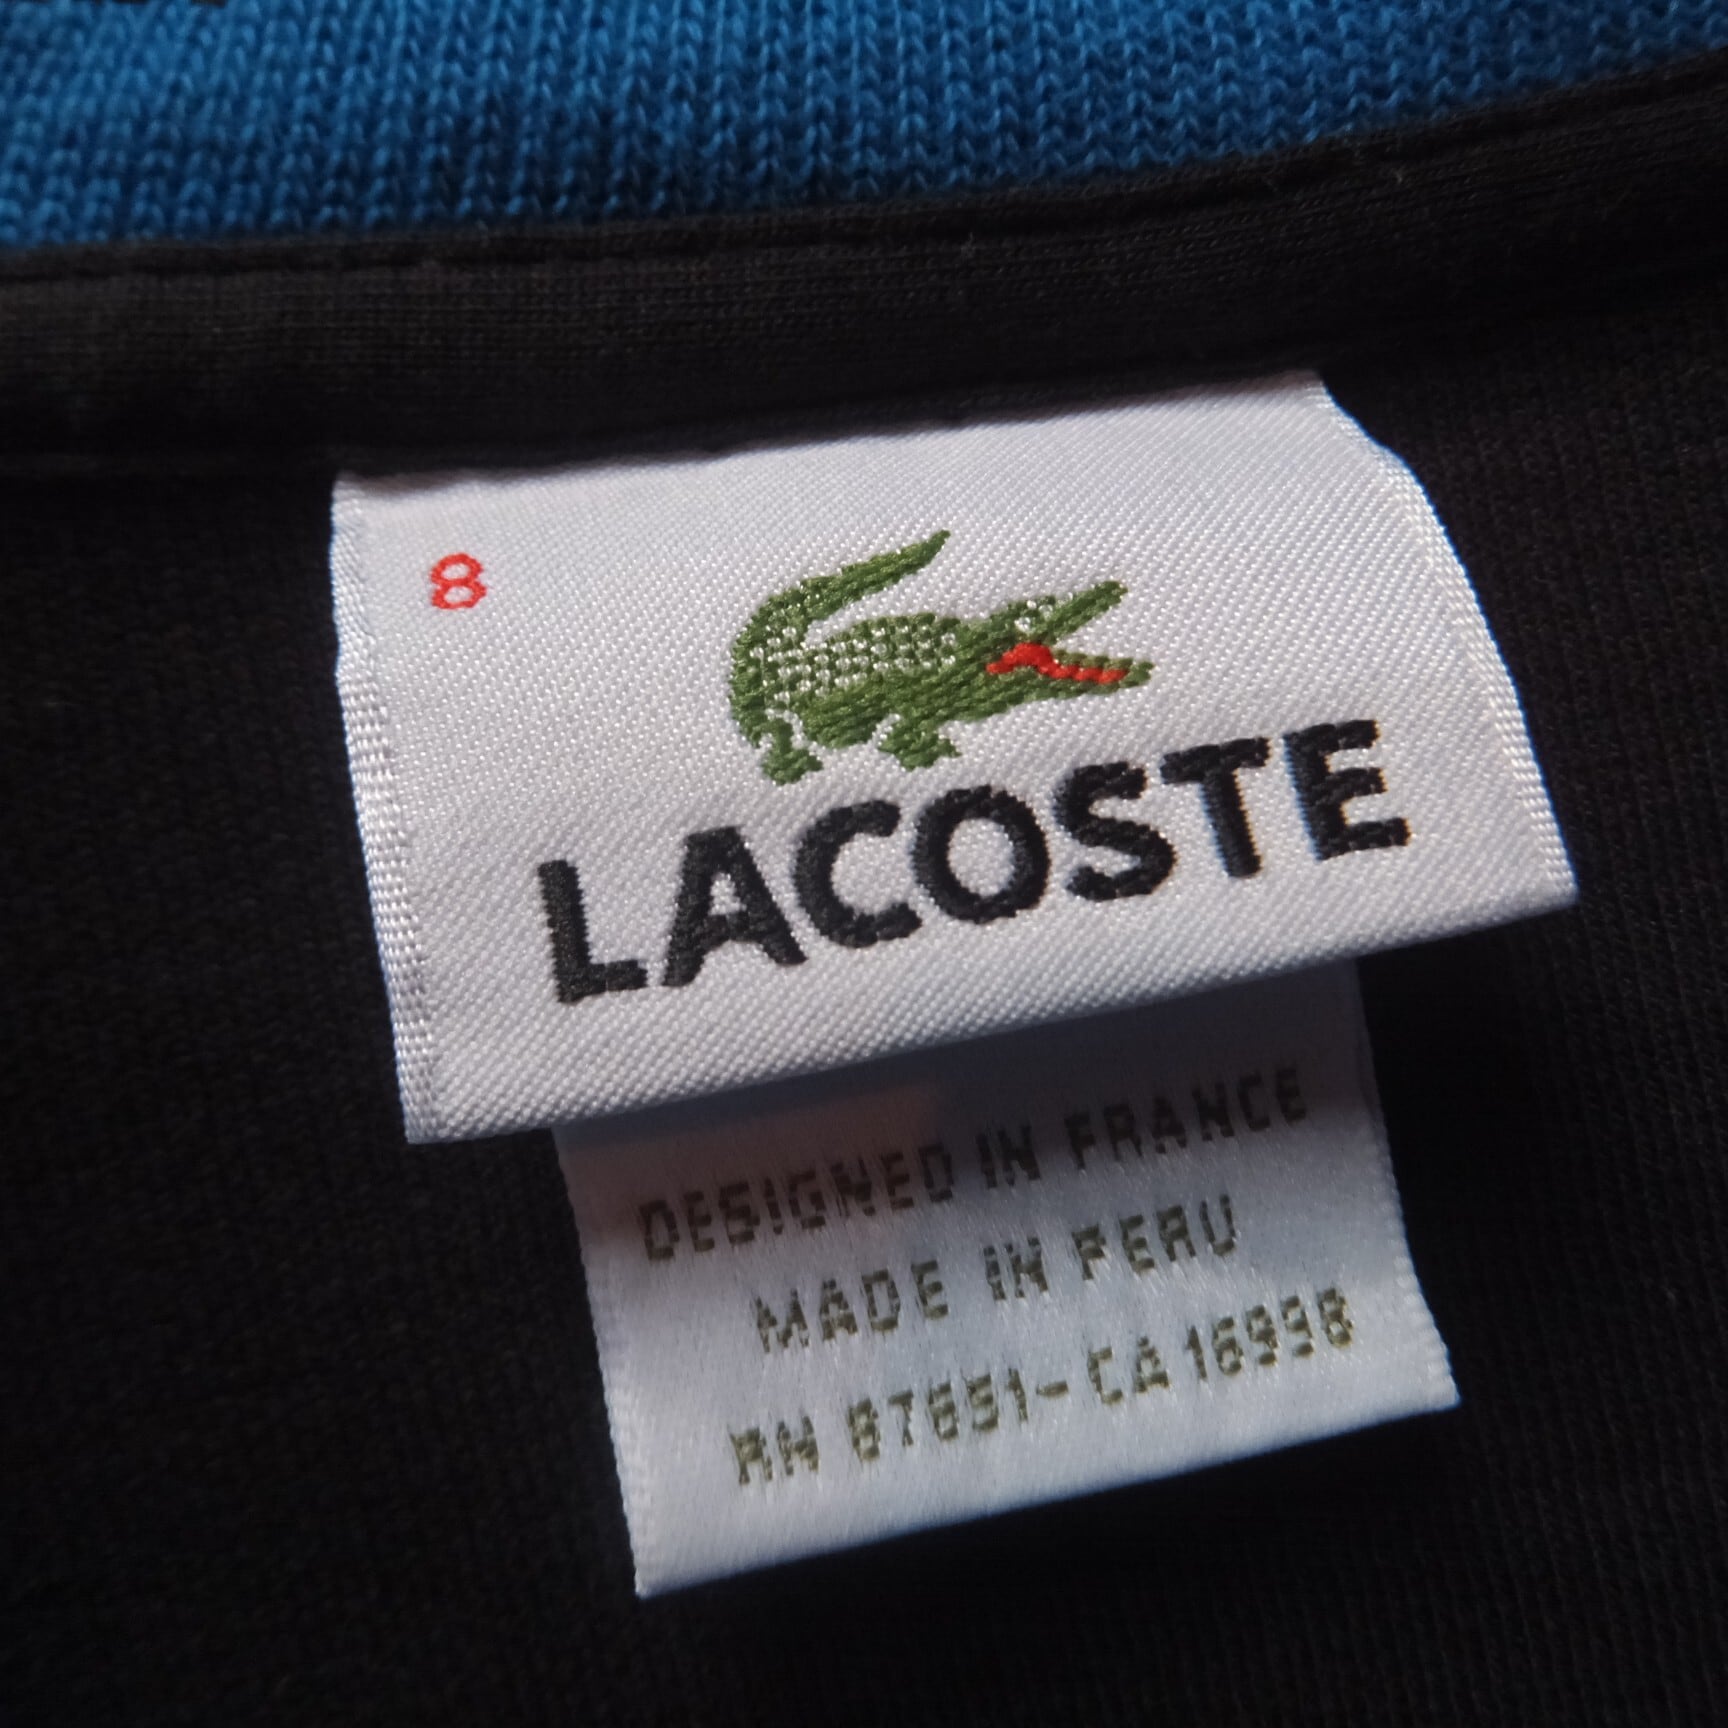 8
LACOSTE
DESIGNED IN FRANCE
MADE IN PERU
RN 87651-CA 16998